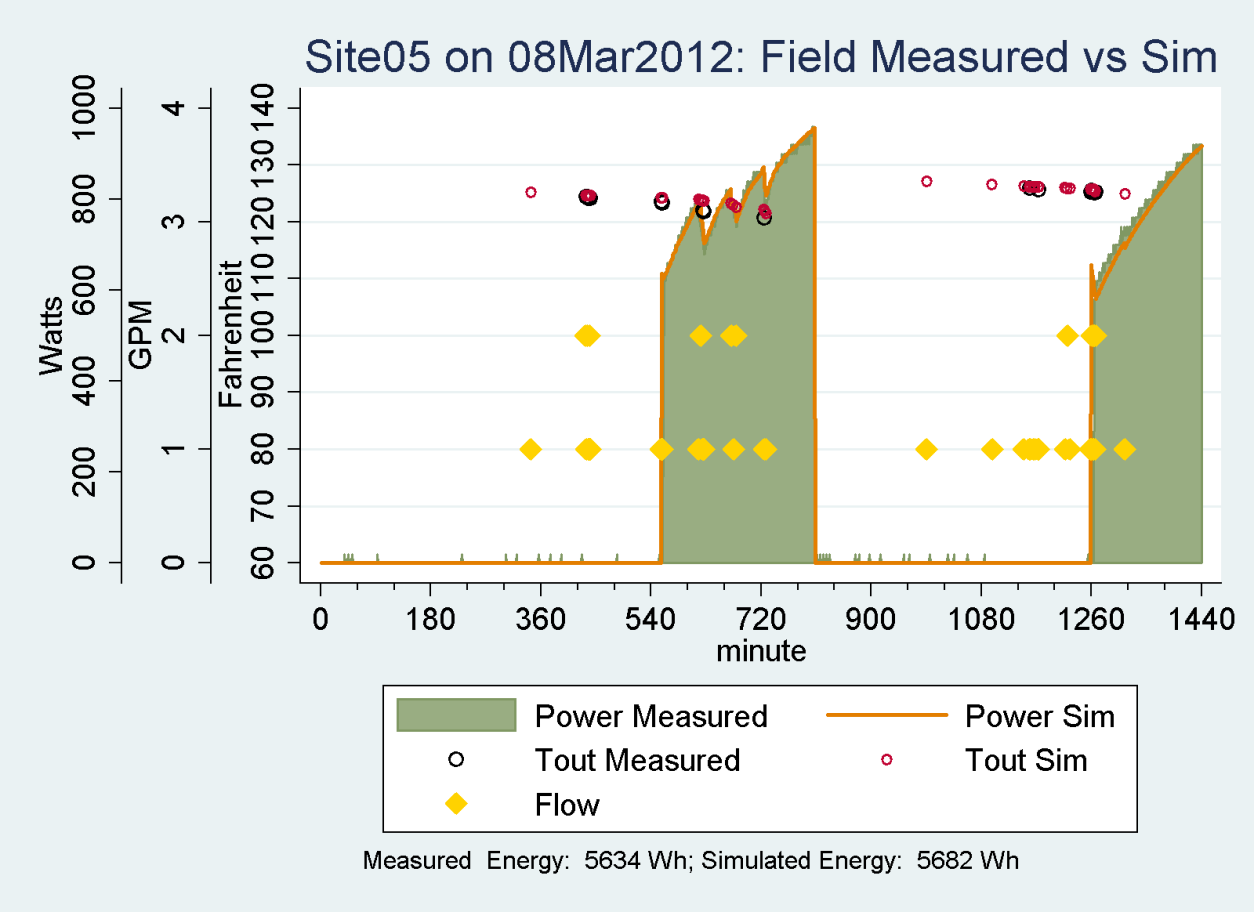 Site05 on 08Mar2012: Field Measured vs Sim
Watts
0 200 400 600 800 1000
GPM
0 1 2 3 4
Fahrenheit
60 70 80 90 100 110 120 130 140
0 180 360 540 720 900 1080 1260 1440
minute
Power Measured Power Sim
Tout Measured Tout Sim
Flow
Measured Energy: 5634 Wh; Simulated Energy: 5682 Wh